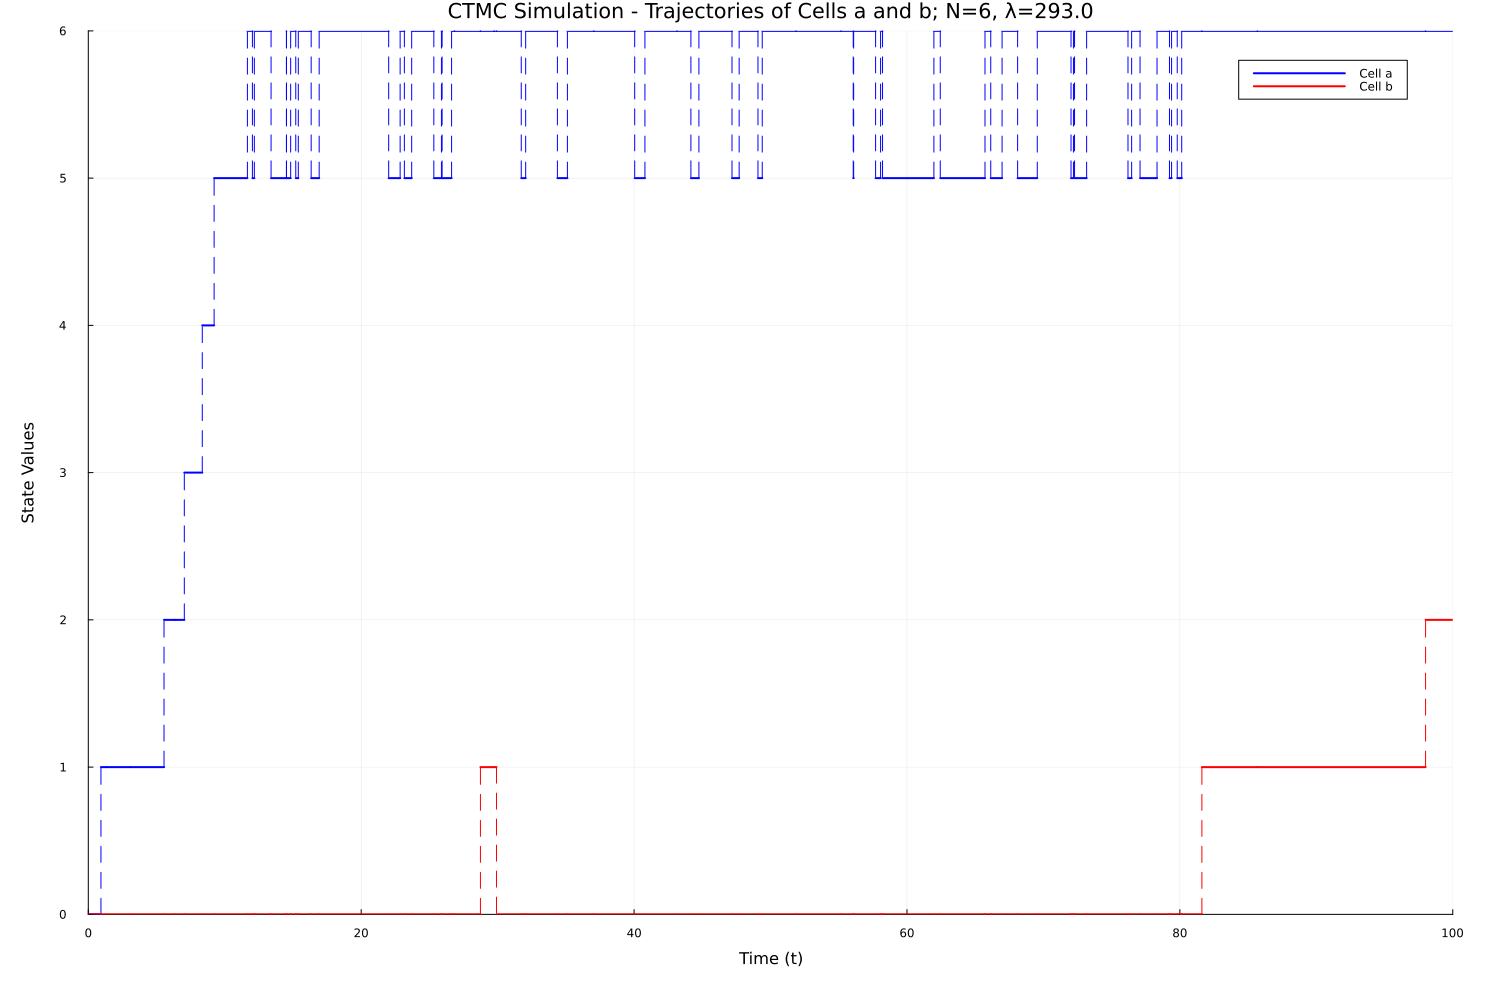 CTMC Simulation - Trajectories of Cells a and b; N=6, λ=293.0
6
Cell a
Cell b
5
4
3
State Values
2
1
0
0 20 40 60 80 100
Time (t)